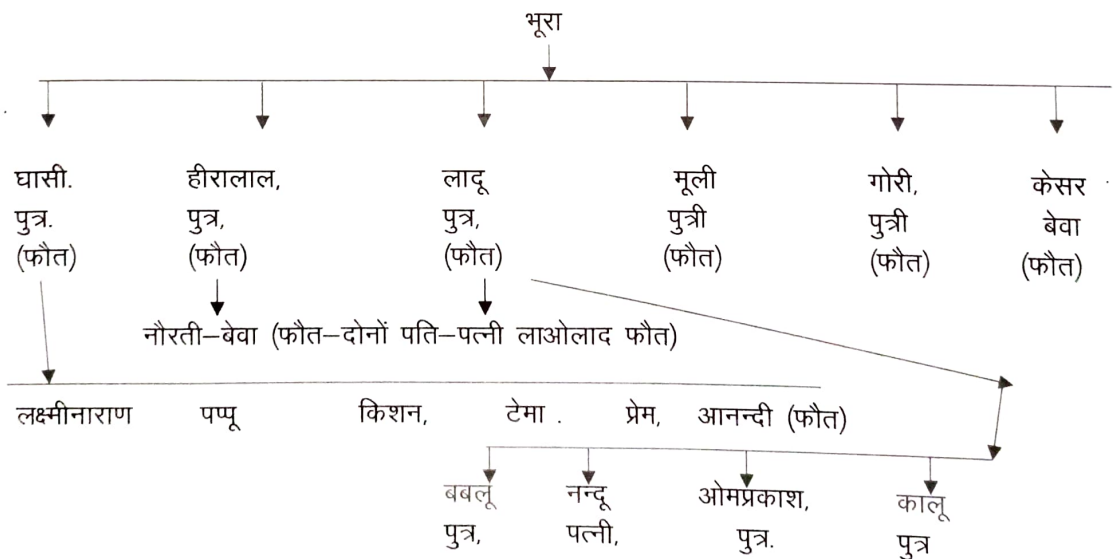 भूरा
घासी. हीरालाल, लादू मूली गोरी, केसर
पुत्र. पुत्र, पुत्र, पुत्री पुत्री बेवा
(फौत) (फौत) (फौत) (फौत) (फौत) (फौत)
नौरती–बेवा (फौत–दोनों पति–पत्नी लाओलाद फौत)
लक्ष्मीनाराण पप्पू किशन, टेमा . प्रेम, आनन्दी (फौत)
बबलू नन्दू ओमप्रकाश, कालू
पुत्र, पत्नी, पुत्र. पुत्र